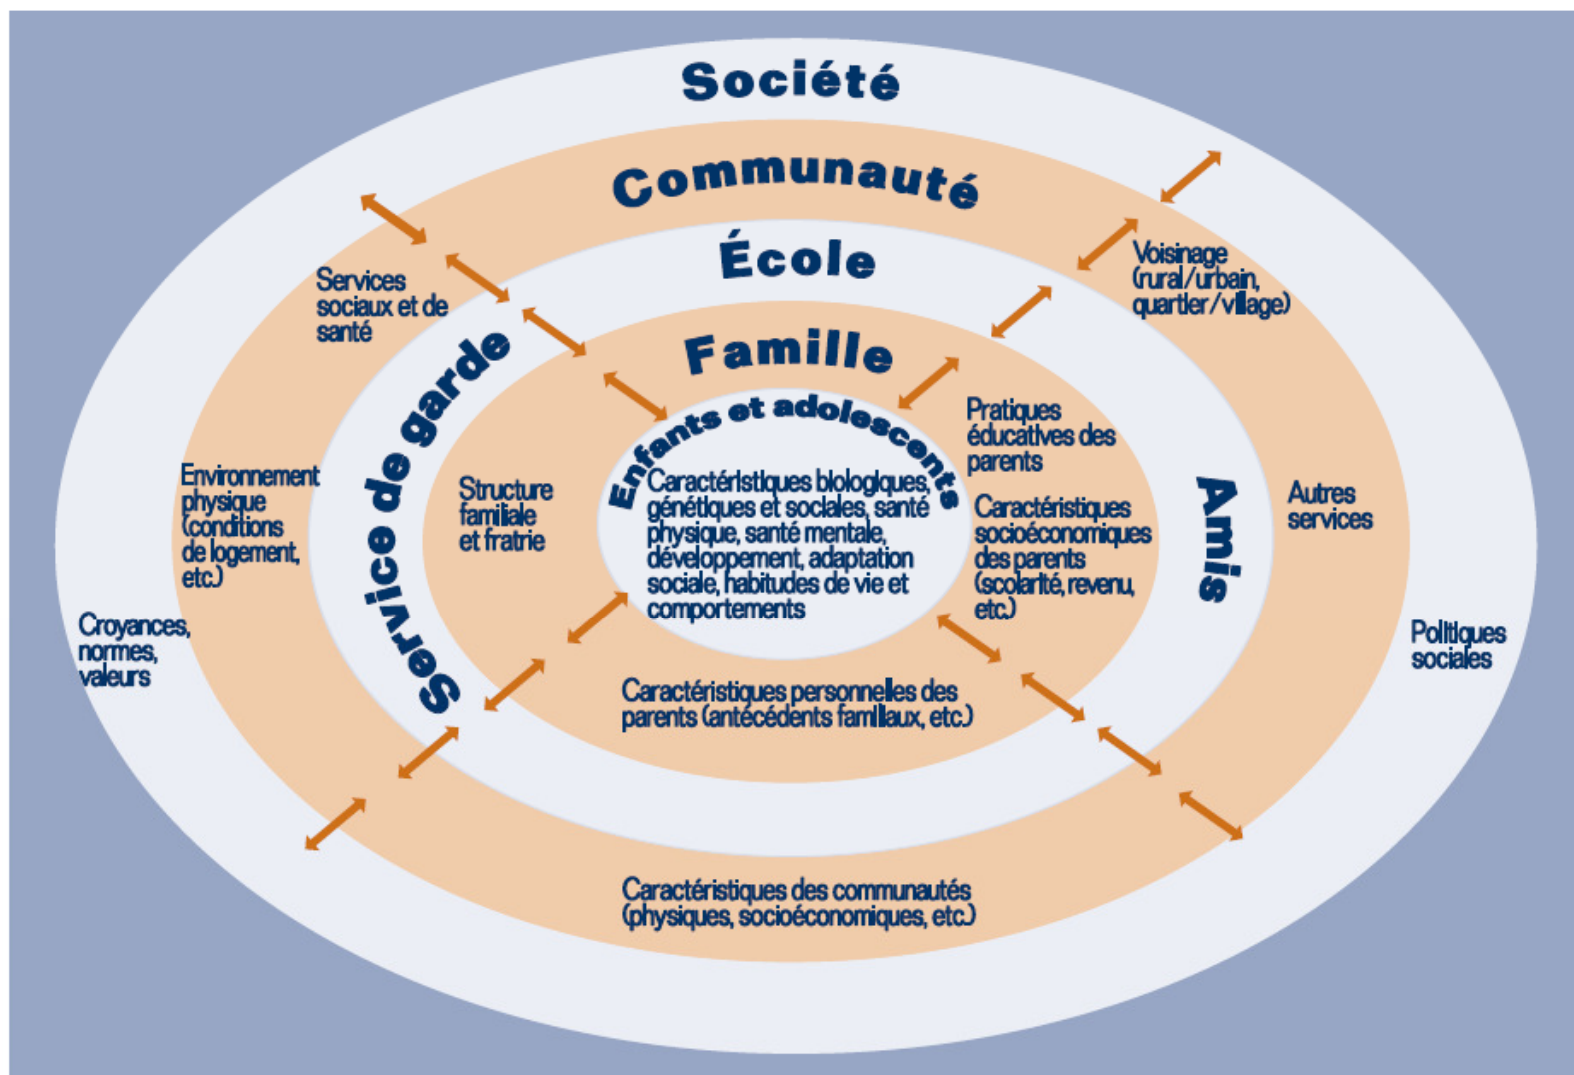 Société
Communauté
École
Famille
Enfants et adolescents
Service de garde
Amis
Services
sociaux et de
santé
Voisinage
(rural/urbain,
quartier/village)
Pratiques
éducatives des
parents
Environnement
physique
(conditions
de logement,
etc.)
Structure
familiale
et fratrie
Caractéristiques biologiques,
génétiques et sociales, santé
physique, santé mentale,
développement, adaptation
sociale, habitudes de vie et
comportements
Caractéristiques
socioéconomiques
des parents
(scolarité, revenu,
etc.)
Autres
services
Croyances,
normes,
valeurs
Politiques
sociales
Caractéristiques personnelles des
parents (antécédents familiaux, etc.)
Caractéristiques des communautés
(physiques, socioéconomiques, etc.)